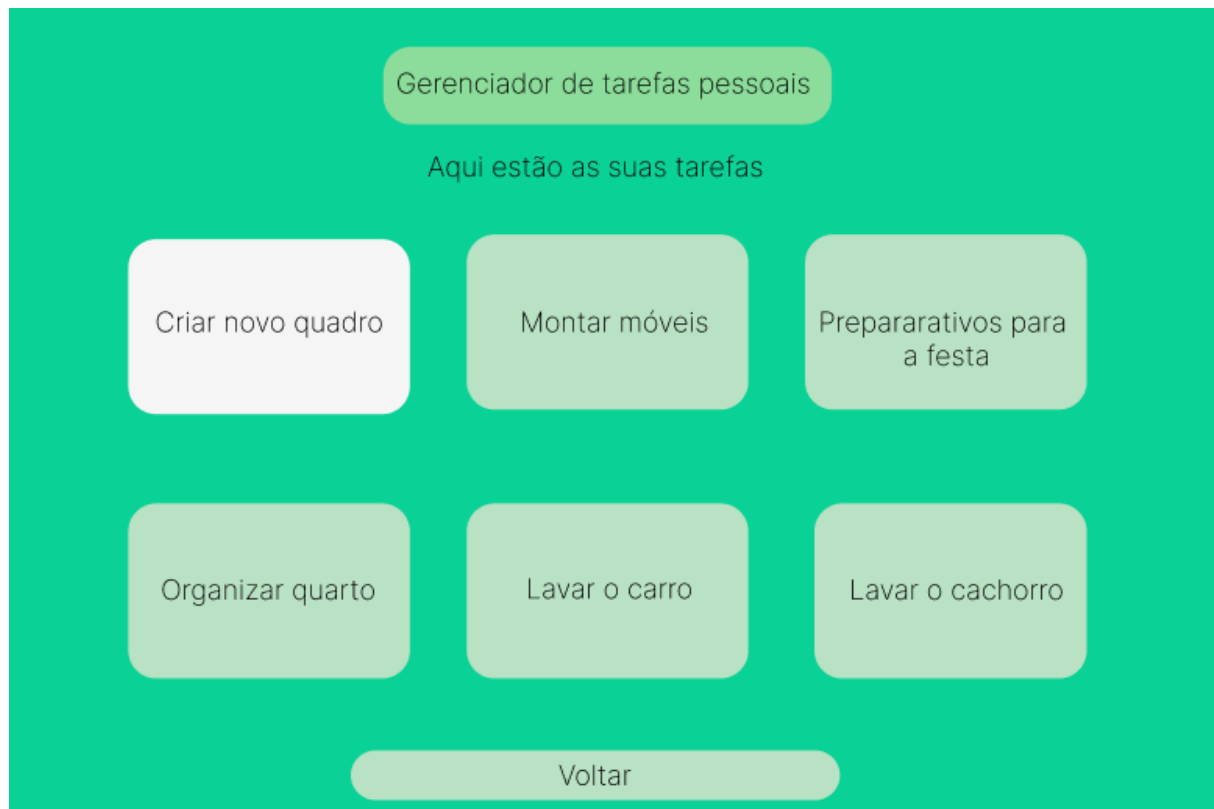 Gerenciador de tarefas pessoais
Aqui estão as suas tarefas
Criar novo quadro
Montar móveis
Prepararativos para
a festa
Organizar quarto
Lavar o carro
Lavar o cachorro
Voltar